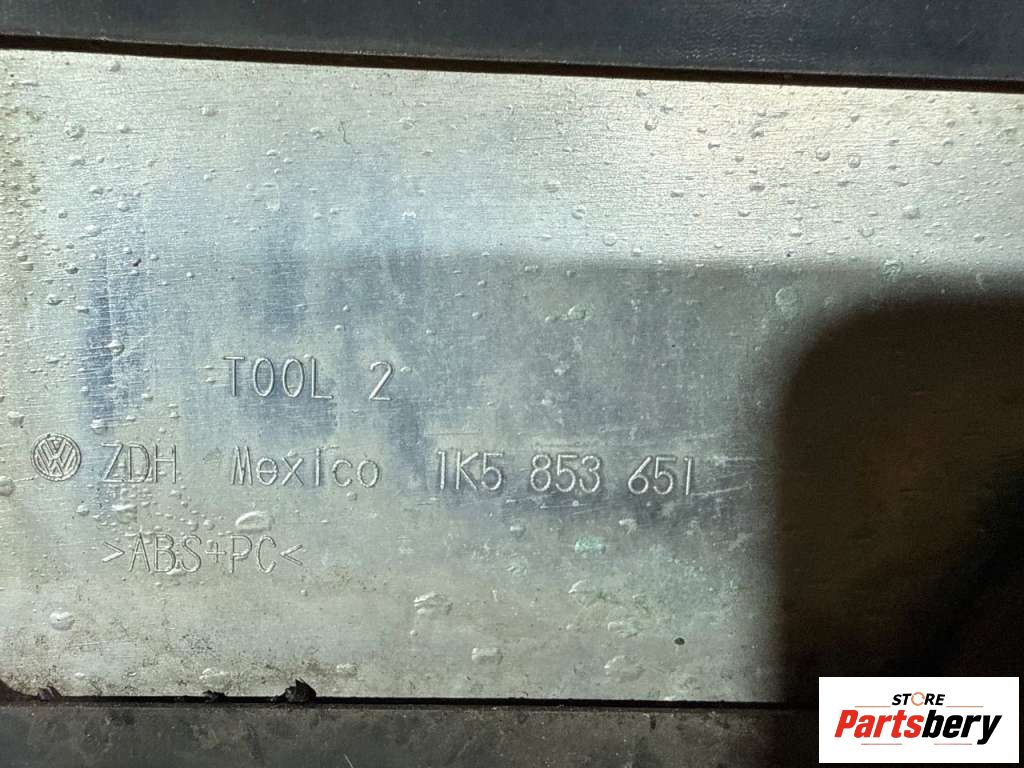 TOOL 2
ZDH Mexico 1K5 853 651
>ABS+PC<
STORE
Partsbery